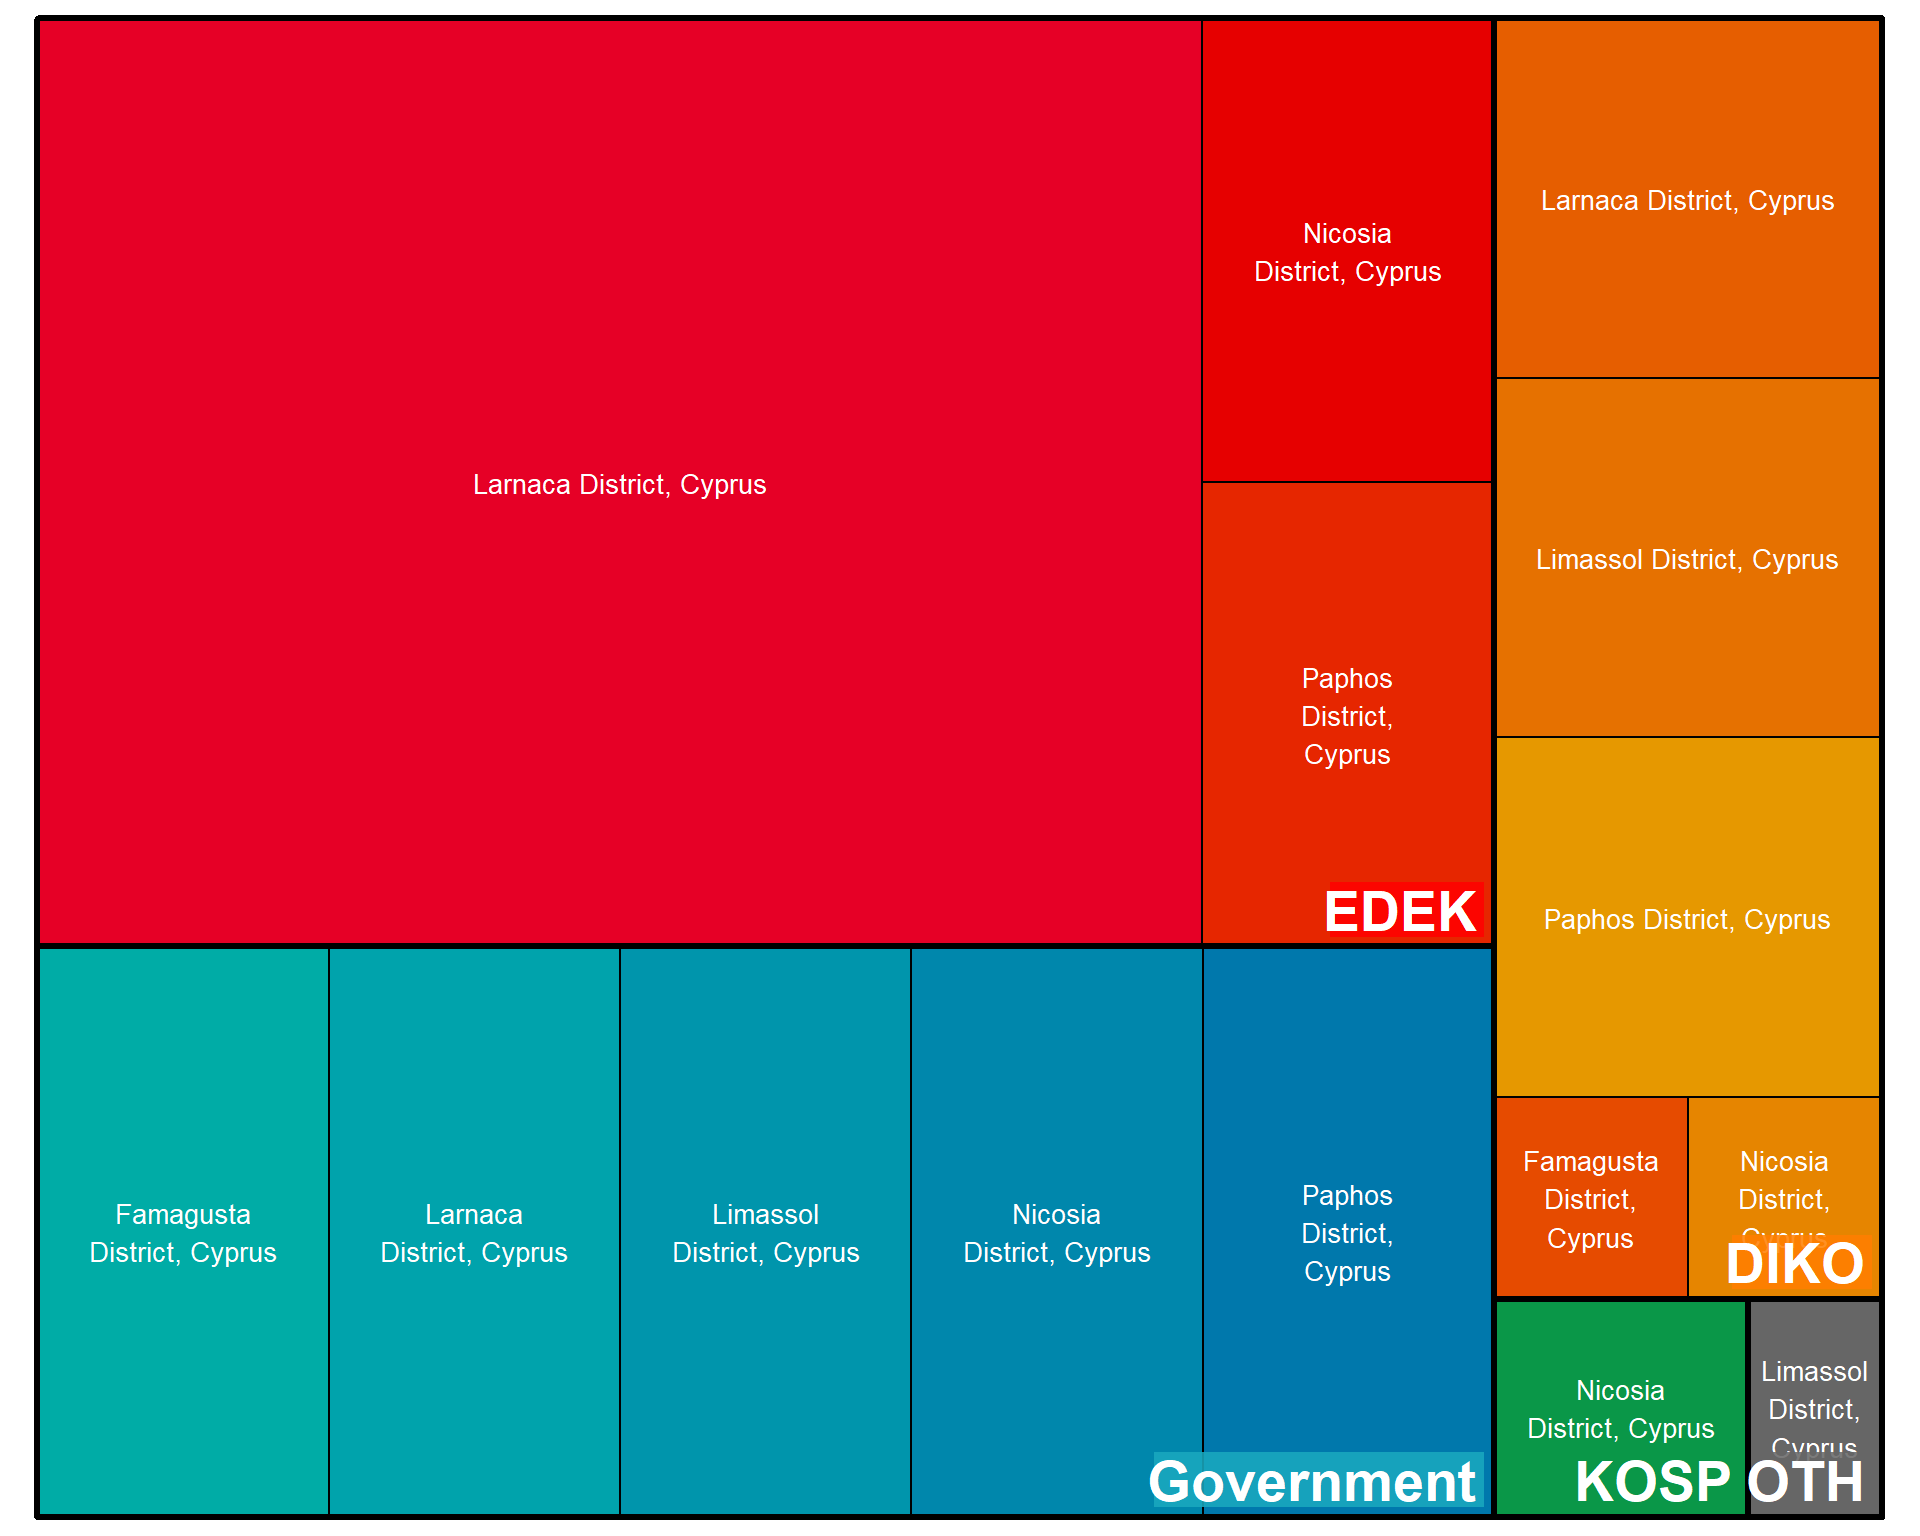 Larnaca District, Cyprus
Nicosia
District, Cyprus
Paphos
District,
Cyprus
EDEK
Famagusta
District, Cyprus
Larnaca
District, Cyprus
Limassol
District, Cyprus
Nicosia
District, Cyprus
Paphos
District,
Cyprus
Government
Larnaca District, Cyprus
Limassol District, Cyprus
Paphos District, Cyprus
Famagusta
District,
Cyprus
Nicosia
District,
Cyprus
DIKO
Nicosia
District, Cyprus
KOSP
Limassol
District,
Cyprus
OTH